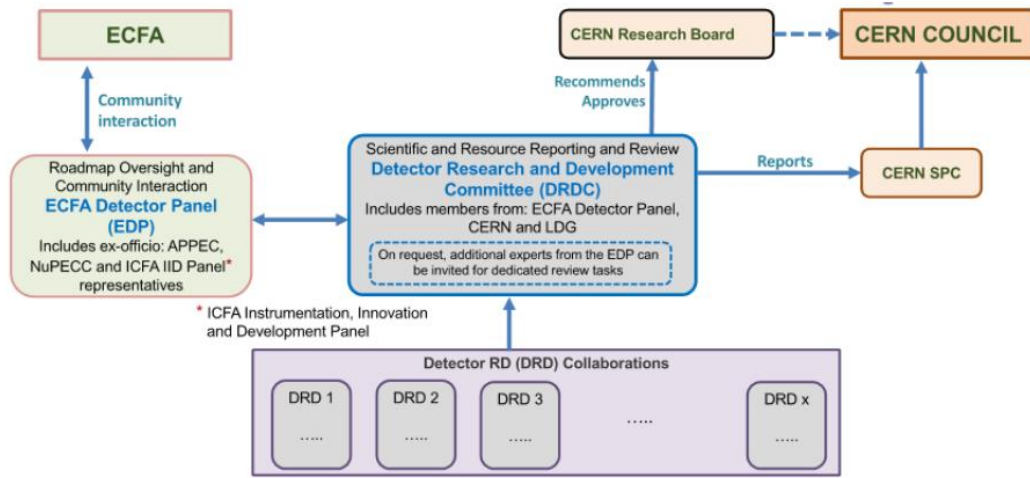 ECFA
CERN Research Board
CERN COUNCIL
Community
interaction
Recommends
Approves
Roadmap Oversight and
Community Interaction
ECFA Detector Panel
(EDP)
Includes ex-officio: APPEC,
NuPECC and ICFA IID Panel*
representatives
Scientific and Resource Reporting and Review
Detector Research and Development
Committee (DRDC)
Includes members from: ECFA Detector Panel,
CERN and LDG
On request, additional experts from the EDP can
be invited for dedicated review tasks
Reports
CERN SPC
* ICFA Instrumentation, Innovation
and Development Panel
Detector RD (DRD) Collaborations
DRD 1
DRD 2
DRD 3
DRD x
.....
.....
.....
.....
.....